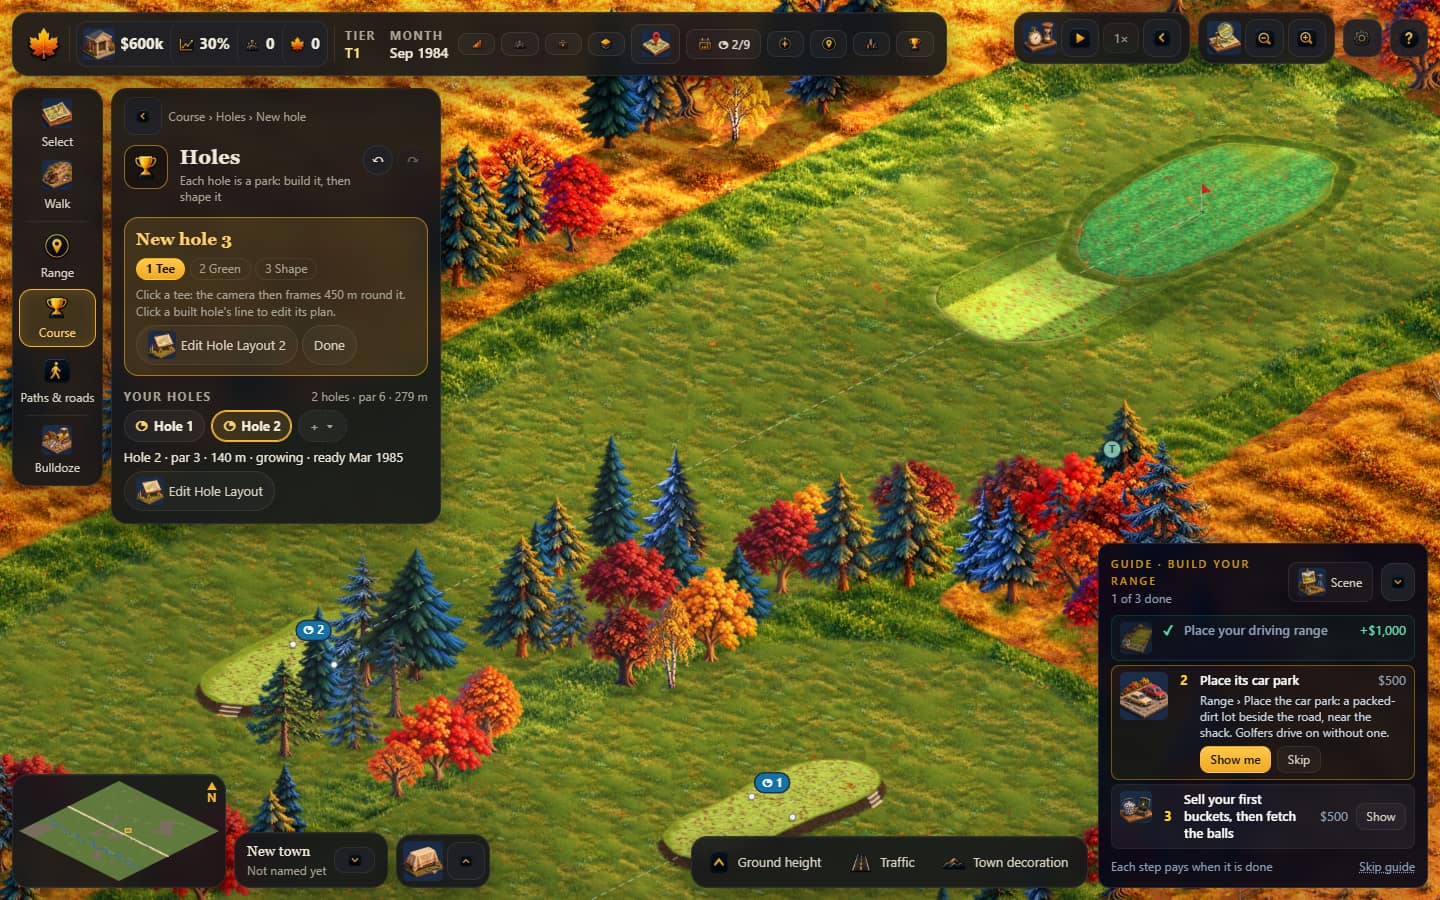 $600k
30%
0
0
TIER
T1
MONTH
Sep 1984
2/9
1×
?
Select
Walk
Range
Course
Paths & roads
Bulldoze
Course › Holes › New hole
Holes
Each hole is a park: build it, then
shape it
New hole 3
1 Tee
2 Green
3 Shape
Click a tee: the camera then frames 450 m round it.
Click a built hole's line to edit its plan.
Edit Hole Layout 2
Done
YOUR HOLES
2 holes · par 6 · 279 m
Hole 1
Hole 2
+
Hole 2 · par 3 · 140 m · growing · ready Mar 1985
Edit Hole Layout
T
2
1
N
New town
Not named yet
Ground height
Traffic
Town decoration
GUIDE · BUILD YOUR
RANGE
1 of 3 done
Scene
✓ Place your driving range
+$1,000
2 Place its car park
$500
Range › Place the car park: a packed-
dirt lot beside the road, near the
shack. Golfers drive on without one.
Show me
Skip
3 Sell your first
buckets, then fetch
the balls
$500
Show
Each step pays when it is done
Skip guide